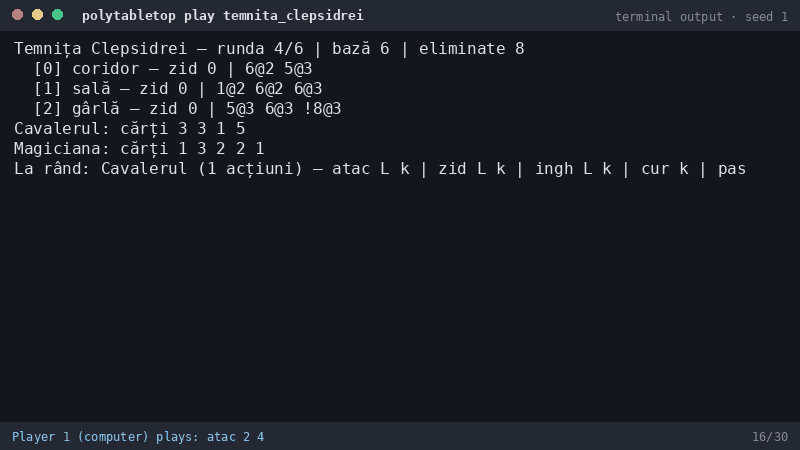 polytabletop play temnita_clepsidrei
terminal output · seed 1
Temnița Clepsidrei — runda 4/6 | bază 6 | eliminate 8
[0] coridor — zid 0 | 6@2 5@3
[1] sală — zid 0 | 1@2 6@2 6@3
[2] gârlă — zid 0 | 5@3 6@3 !8@3
Cavalerul: cărți 3 3 1 5
Magiciana: cărți 1 3 2 2 1
La rând: Cavalerul (1 acțiuni) — atac L k | zid L k | ingh L k | cur k | pas
Player 1 (computer) plays: atac 2 4
16/30